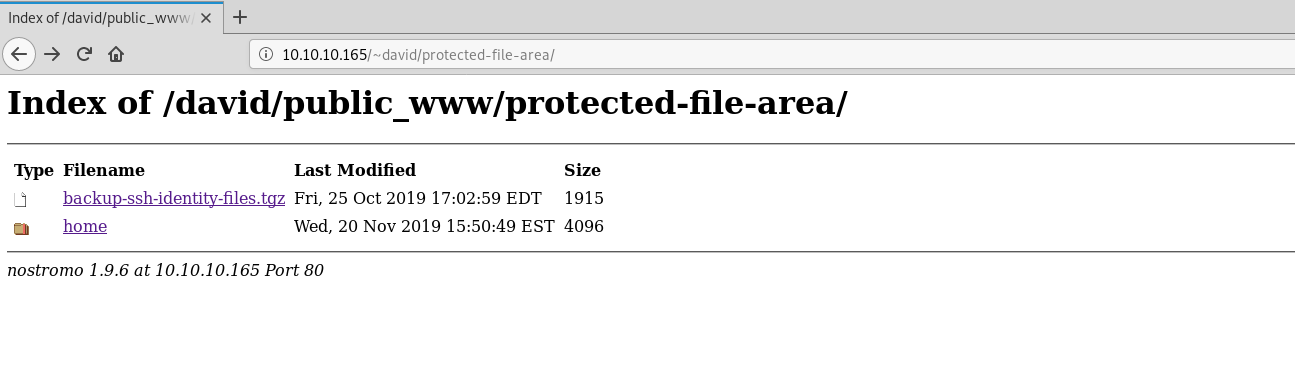 Index of /david/public_www/
10.10.10.165/~david/protected-file-area/
Index of /david/public_www/protected-file-area/
Type Filename Last Modified Size
backup-ssh-identity-files.tgz Fri, 25 Oct 2019 17:02:59 EDT 1915
home Wed, 20 Nov 2019 15:50:49 EST 4096
nostromo 1.9.6 at 10.10.10.165 Port 80